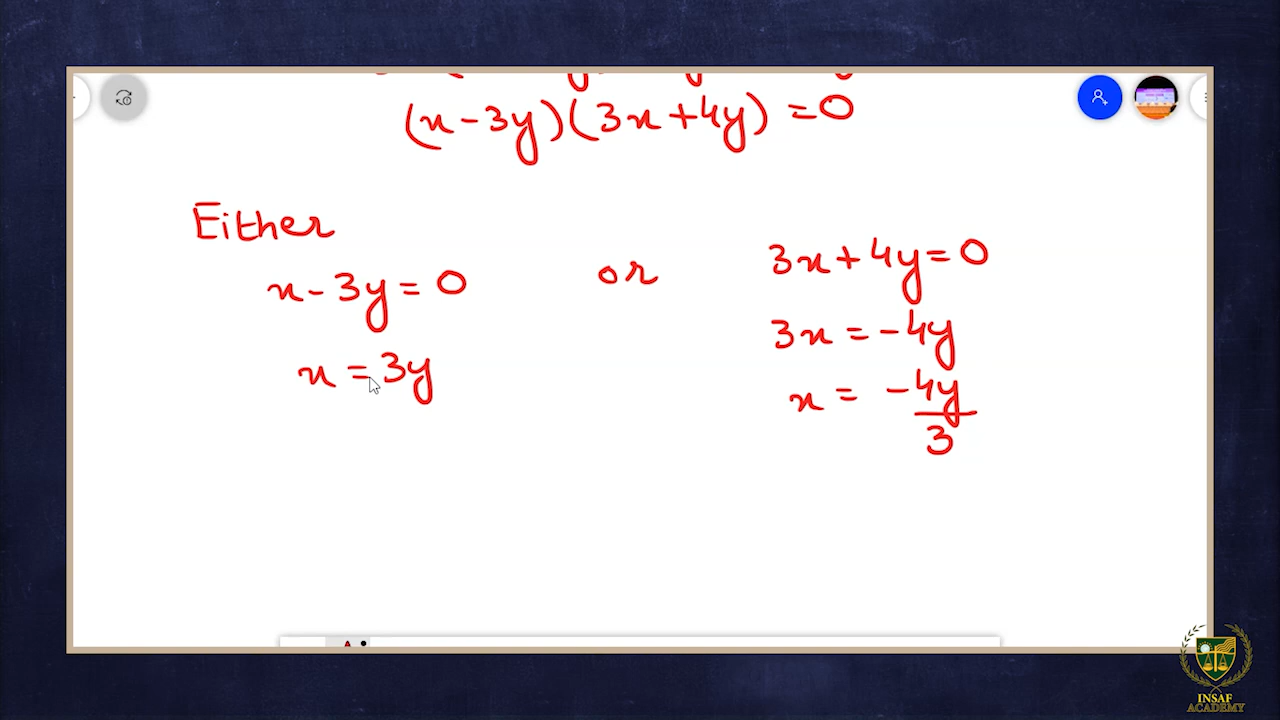 (x-3y)(3x+4y) =0
Either
x-3y=0 or 3x+4y=0
3x=-4y
x=3y
x= -4y/3
INSAF
ACADEMY